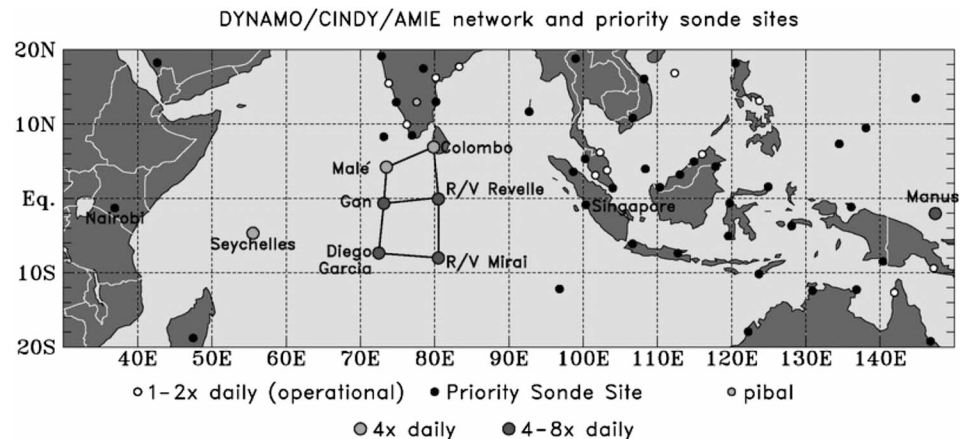 DYNAMO/CINDY/AMIE network and priority sonde sites
20N
10N
Colombo
Malé
R/V Revelle
Eq.
Gan
Nairobi
Singapore
Manus
Seychelles
Diego
Garcia
R/V Mirai
10S
20S
40E 50E 60E 70E 80E 90E 100E 110E 120E 130E 140E
1-2x daily (operational) Priority Sonde Site pibal
4x daily 4-8x daily